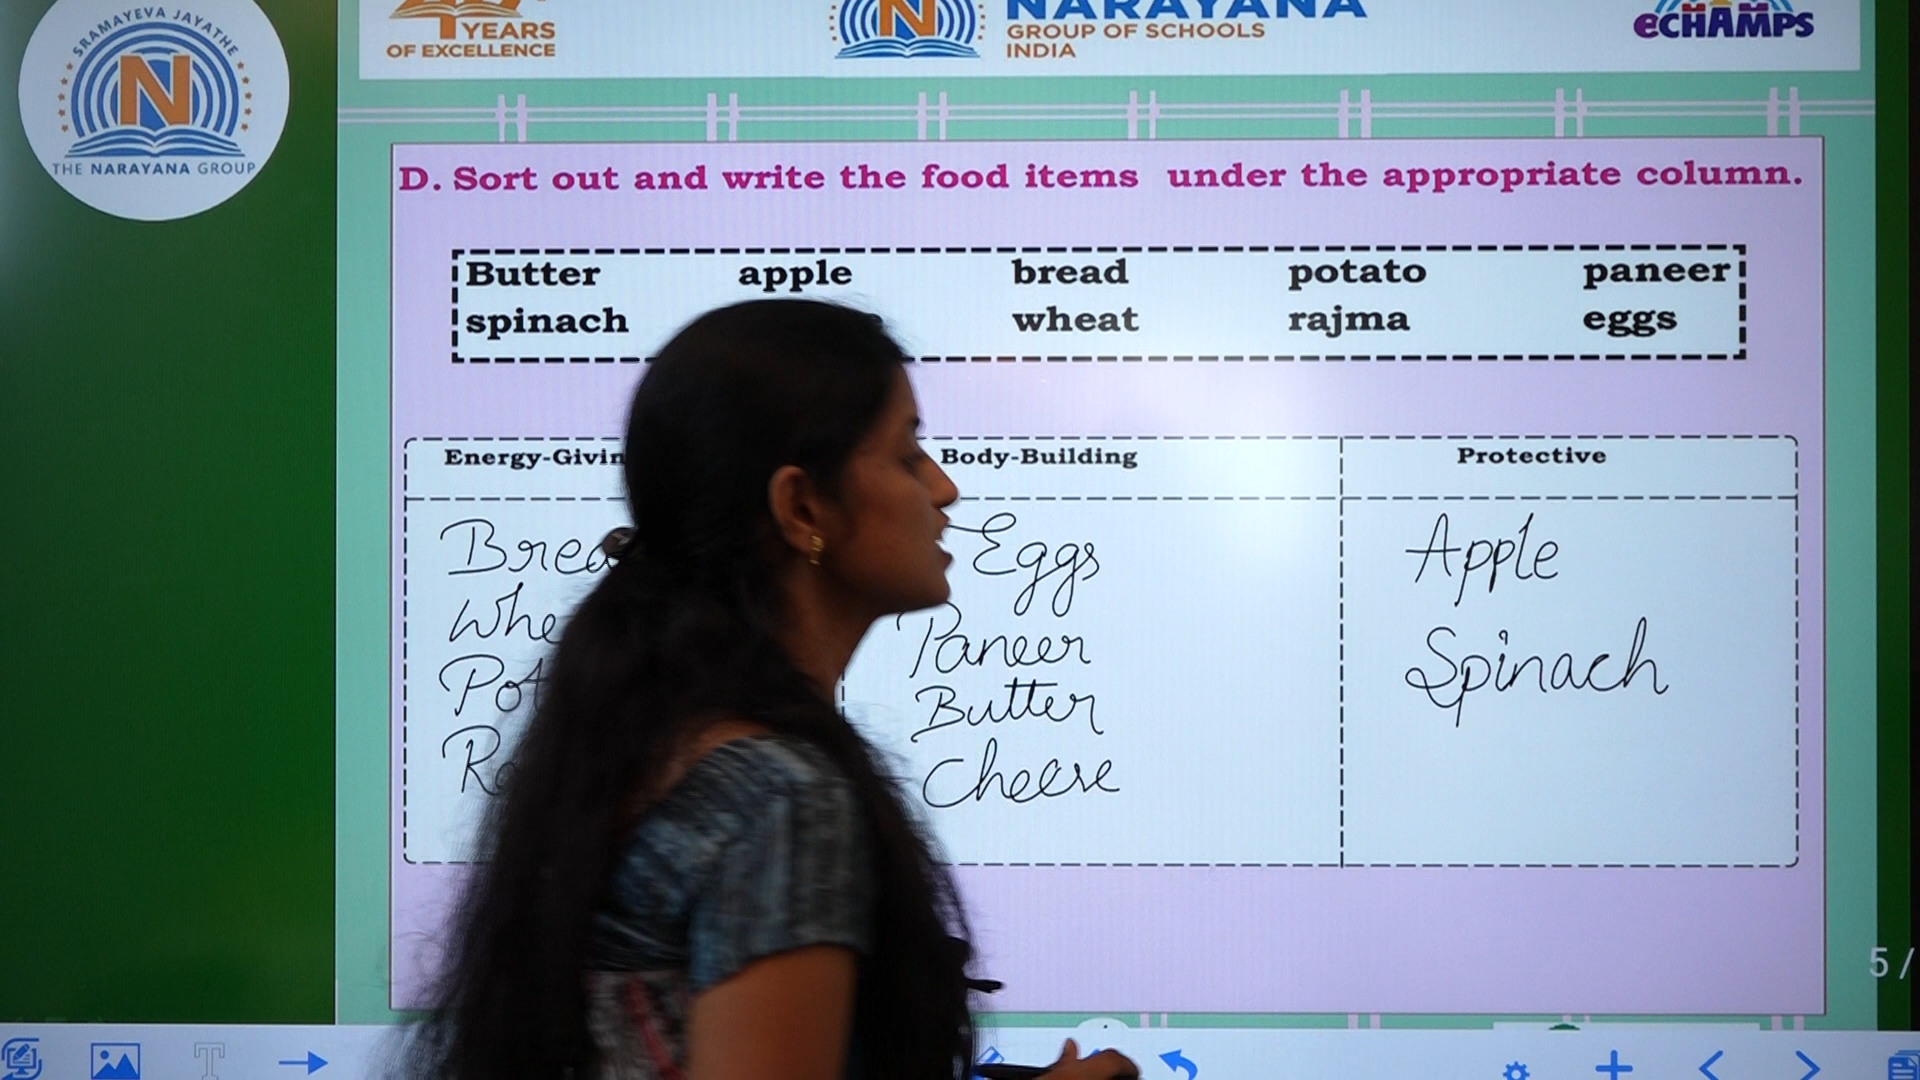 SRAMAYEVA JAYATHE
N
THE NARAYANA GROUP
YEARS
OF EXCELLENCE
N
NARAYANA
GROUP OF SCHOOLS
INDIA
eCHAMPS
D. Sort out and write the food items under the appropriate column.
Butter apple bread potato paneer
spinach wheat rajma eggs
Body-Building Protective
Eggs Apple
Paneer Spinach
Butter
Cheese
5 /
T